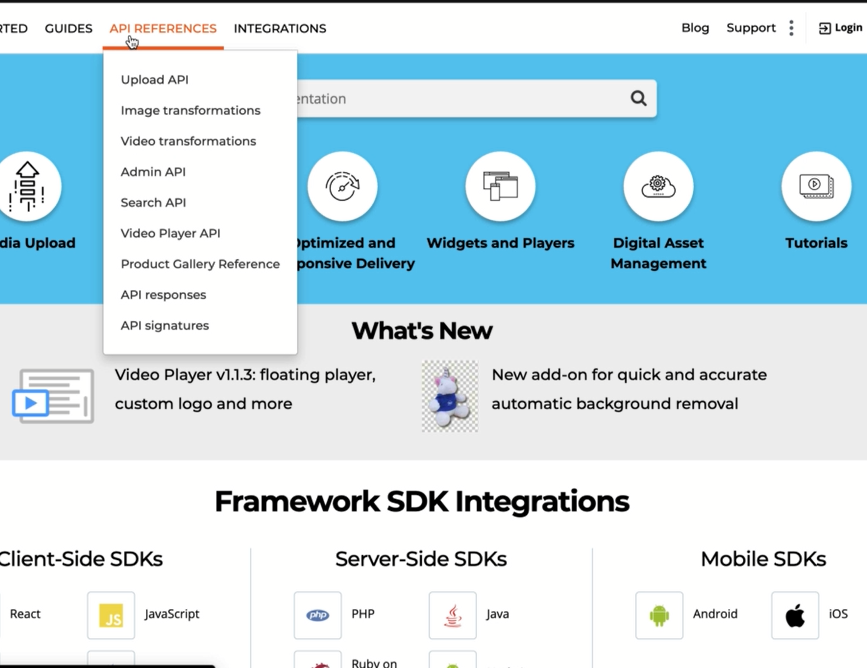 RTED GUIDES API REFERENCES INTEGRATIONS Blog Support Login
Upload API
Image transformations
Video transformations
Admin API
Search API
Video Player API
Product Gallery Reference
API responses
API signatures
entation
dia Upload
Optimized and
ponsive Delivery
Widgets and Players
Digital Asset
Management
Tutorials
What's New
Video Player v1.1.3: floating player,
custom logo and more
New add-on for quick and accurate
automatic background removal
Framework SDK Integrations
Client-Side SDKs
Server-Side SDKs
Mobile SDKs
React
JS
JavaScript
php
PHP
Java
Android
iOS
Ruby on